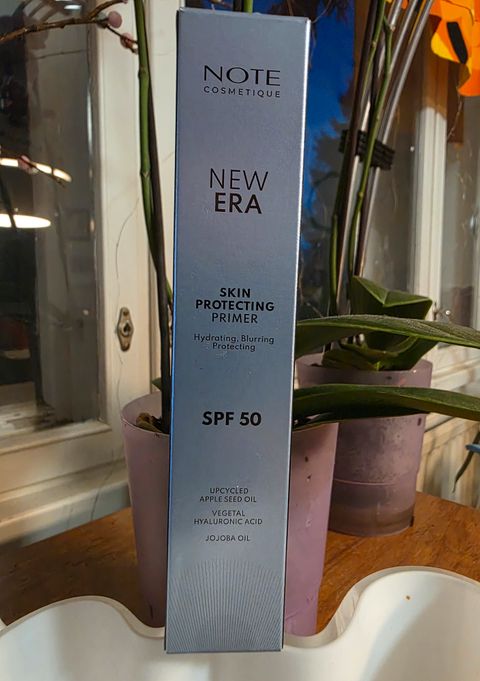 NOTE
COSMETIQUE
NEW
ERA
SKIN
PROTECTING
PRIMER
Hydrating, Blurring
Protecting
SPF 50
UPCYCLED
APPLE SEED OIL
VEGETAL
HYALURONIC ACID
JOJOBA OIL